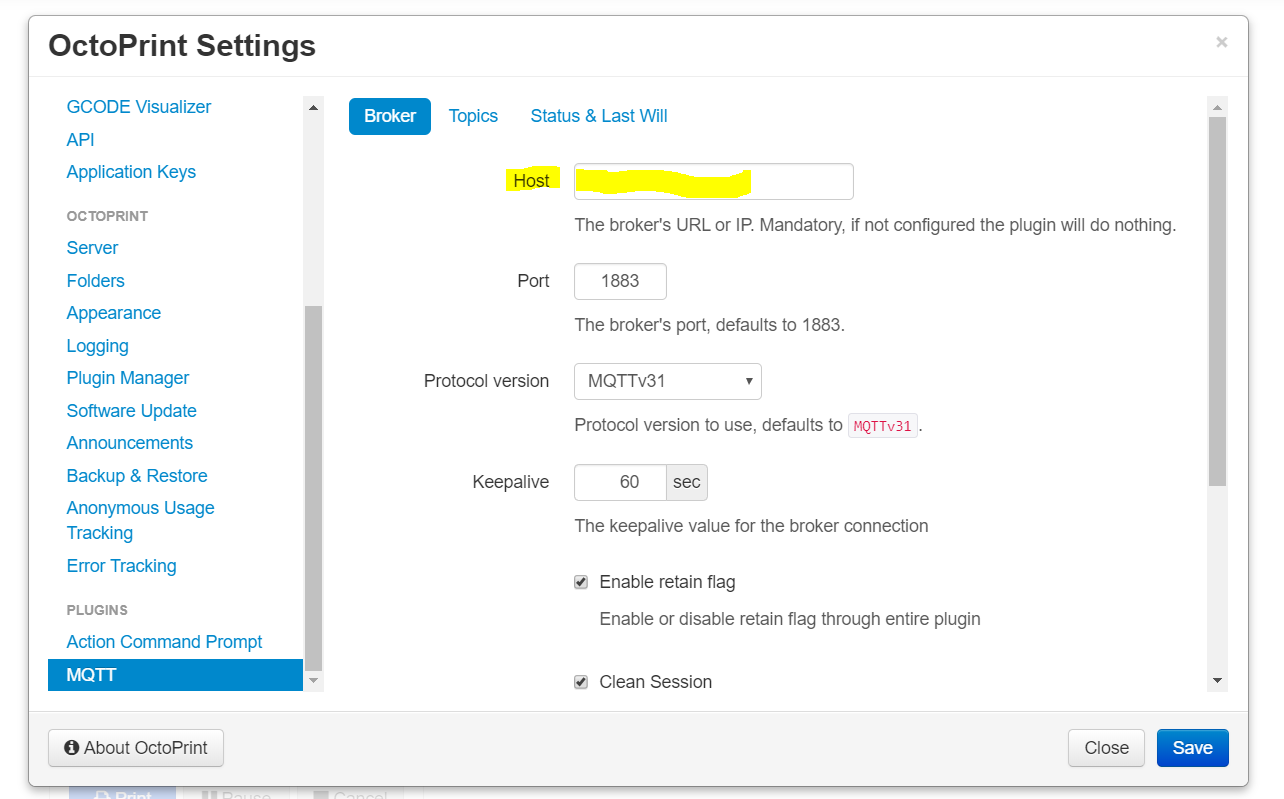 OctoPrint Settings
×
GCODE Visualizer
API
Application Keys
OCTOPRINT
Server
Folders
Appearance
Logging
Plugin Manager
Software Update
Announcements
Backup & Restore
Anonymous Usage
Tracking
Error Tracking
PLUGINS
Action Command Prompt
MQTT
Broker Topics Status & Last Will
Host
The broker's URL or IP. Mandatory, if not configured the plugin will do nothing.
Port 1883
The broker's port, defaults to 1883.
Protocol version MQTTv31
Protocol version to use, defaults to MQTTv31.
Keepalive 60 sec
The keepalive value for the broker connection
Enable retain flag
Enable or disable retain flag through entire plugin
Clean Session
About OctoPrint Close Save
Print Pause Cancel